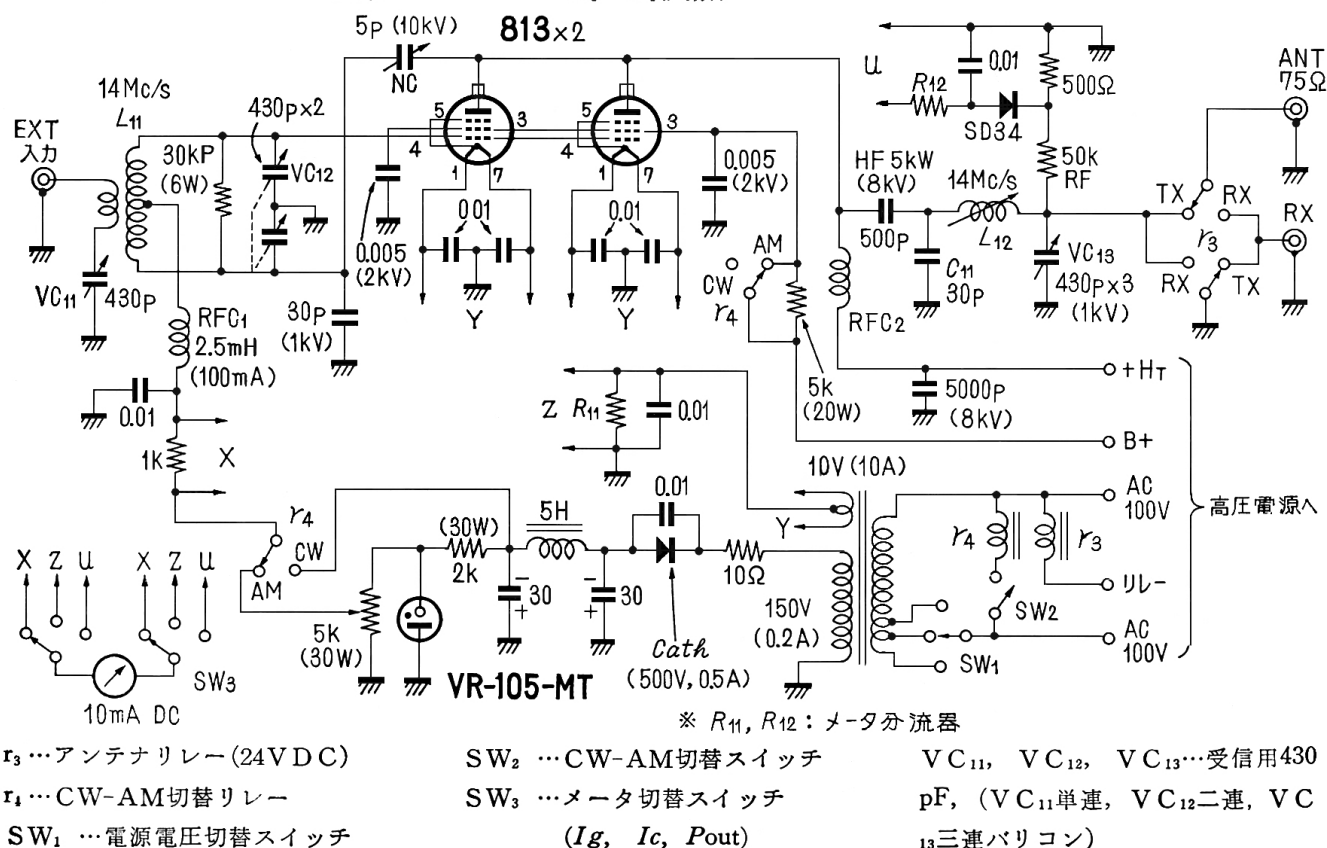 5P (10kV)
813×2
NC
14Mc/s
L11
EXT
入力
430p×2
30kP
(6W)
VC12
VC11
430P
RFC1
2.5mH
(100mA)
30P
(1kV)
0.01
1K
X
5
4
3
1
7
5
4
3
1
7
0.005
(2kV)
0.01
Y
0.01
Y
0.005
(2kV)
AM
CW
r4
5k
(20W)
u
R12
0.01
500Ω
SD34
50k
RF
HF 5kW
(8kV)
500P
14Mc/s
L12
C11
30P
VC13
430P×3
(1kV)
RFC2
TX
RX
r3
RX
TX
ANT
75Ω
RX
5000P
(8kV)
+HT
B+
AC
100V
リレー
AC
100V
高圧電源へ
Z
R11
0.01
10V(10A)
Y
r4
r3
SW2
SW1
150V
(0.2A)
10Ω
0.01
Cath
(500V, 0.5A)
5H
30
30
(30W)
2k
r4
CW
AM
5k
(30W)
VR-105-MT
X Z u X Z u
SW3
10mA DC
※ R11, R12：メータ分流器
r3…アンテナリレー(24VDC)
r4…CW-AM切替リレー
SW1 …電源電圧切替スイッチ
SW2 …CW-AM切替スイッチ
SW3 …メータ切替スイッチ
(Ig, Ic, Pout)
VC11, VC12, VC13…受信用430
pF, (VC11単連, VC12二連, VC
13三連バリコン)